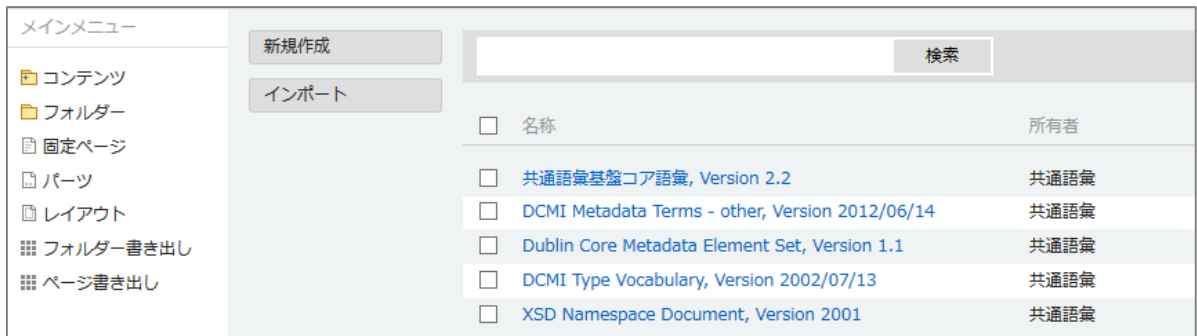 メインメニュー
コンテンツ
フォルダー
固定ページ
パーツ
レイアウト
フォルダー書き出し
ページ書き出し
新規作成
インポート
検索
名称 所有者
共通語彙基盤コア語彙, Version 2.2 共通語彙
DCMI Metadata Terms - other, Version 2012/06/14 共通語彙
Dublin Core Metadata Element Set, Version 1.1 共通語彙
DCMI Type Vocabulary, Version 2002/07/13 共通語彙
XSD Namespace Document, Version 2001 共通語彙